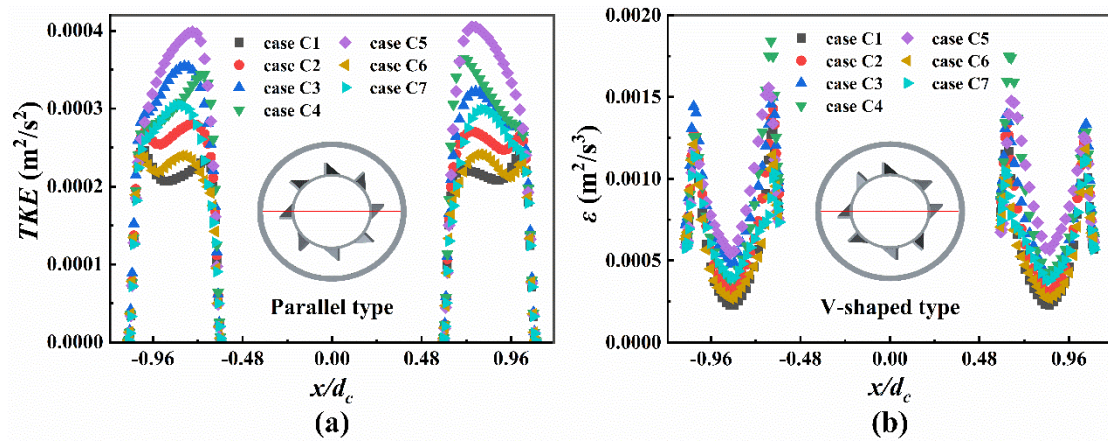 (a)
TKE (m²/s²)
0.0004
0.0003
0.0002
0.0001
0.0000
case C1
case C2
case C3
case C4
case C5
case C6
case C7
Parallel type
-0.96
-0.48
0.00
0.48
0.96
x/d_c
(a)
(b)
ε (m²/s³)
0.0020
0.0015
0.0010
0.0005
0.0000
case C1
case C2
case C3
case C4
case C5
case C6
case C7
V-shaped type
-0.96
-0.48
0.00
0.48
0.96
x/d_c
(b)